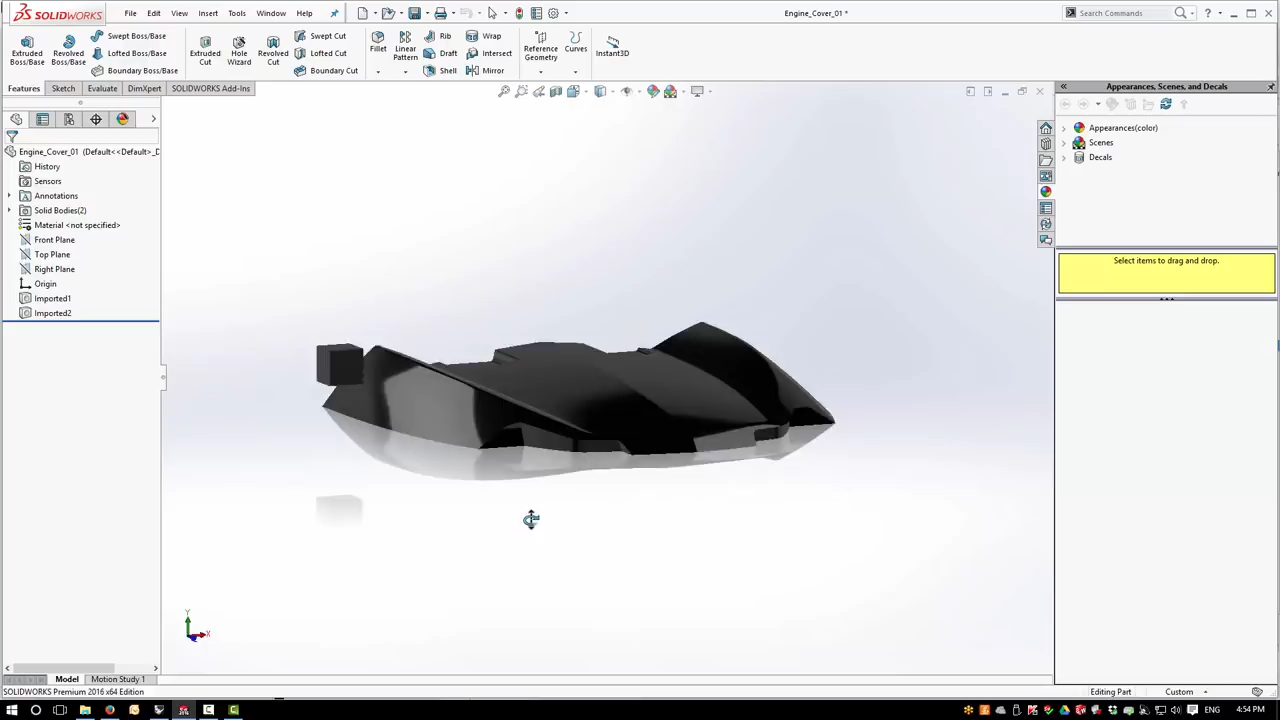 SOLIDWORKS File Edit View Insert Tools Window Help Engine_Cover_01 * Search Commands ?
Extruded Boss/Base Revolved Boss/Base Swept Boss/Base Lofted Boss/Base Boundary Boss/Base Extruded Cut Hole Wizard Revolved Cut Swept Cut Lofted Cut Boundary Cut Fillet Linear Pattern Rib Draft Shell Wrap Intersect Mirror Reference Geometry Curves Instant3D
Features Sketch Evaluate DimXpert SOLIDWORKS Add-Ins
Appearances, Scenes, and Decals
Engine_Cover_01 (Default<<Default>_D
History
Sensors
Annotations
Solid Bodies(2)
Material <not specified>
Front Plane
Top Plane
Right Plane
Origin
Imported1
Imported2
Appearances(color)
Scenes
Decals
Select items to drag and drop.
Y
X
Model Motion Study 1
SOLIDWORKS Premium 2016 x64 Edition Editing Part Custom
ENG 4:54 PM